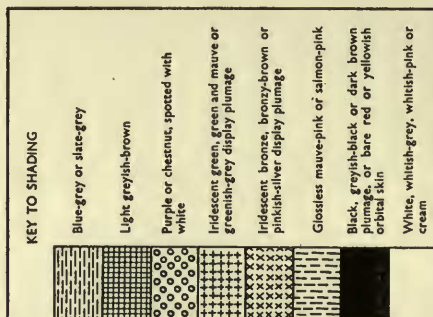 KEY TO SHADING
Blue-grey or slate-grey
Light greyish-brown
Purple or chestnut, spotted with
white
Iridescent green, green and mauve or
greenish-grey display plumage
Iridescent bronze, bronzy-brown or
pinkish-silver display plumage
Glossless mauve-pink or salmon-pink
Black, greyish-black or dark brown
plumage, or bare red or yellowish
orbital skin
White, whitish-grey, whitish-pink or
cream